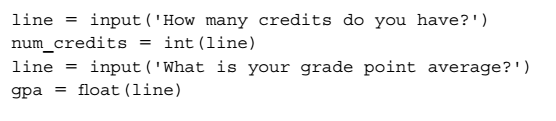 line = input('How many credits do you have?')
num_credits = int(line)
line = input('What is your grade point average?')
gpa = float(line)